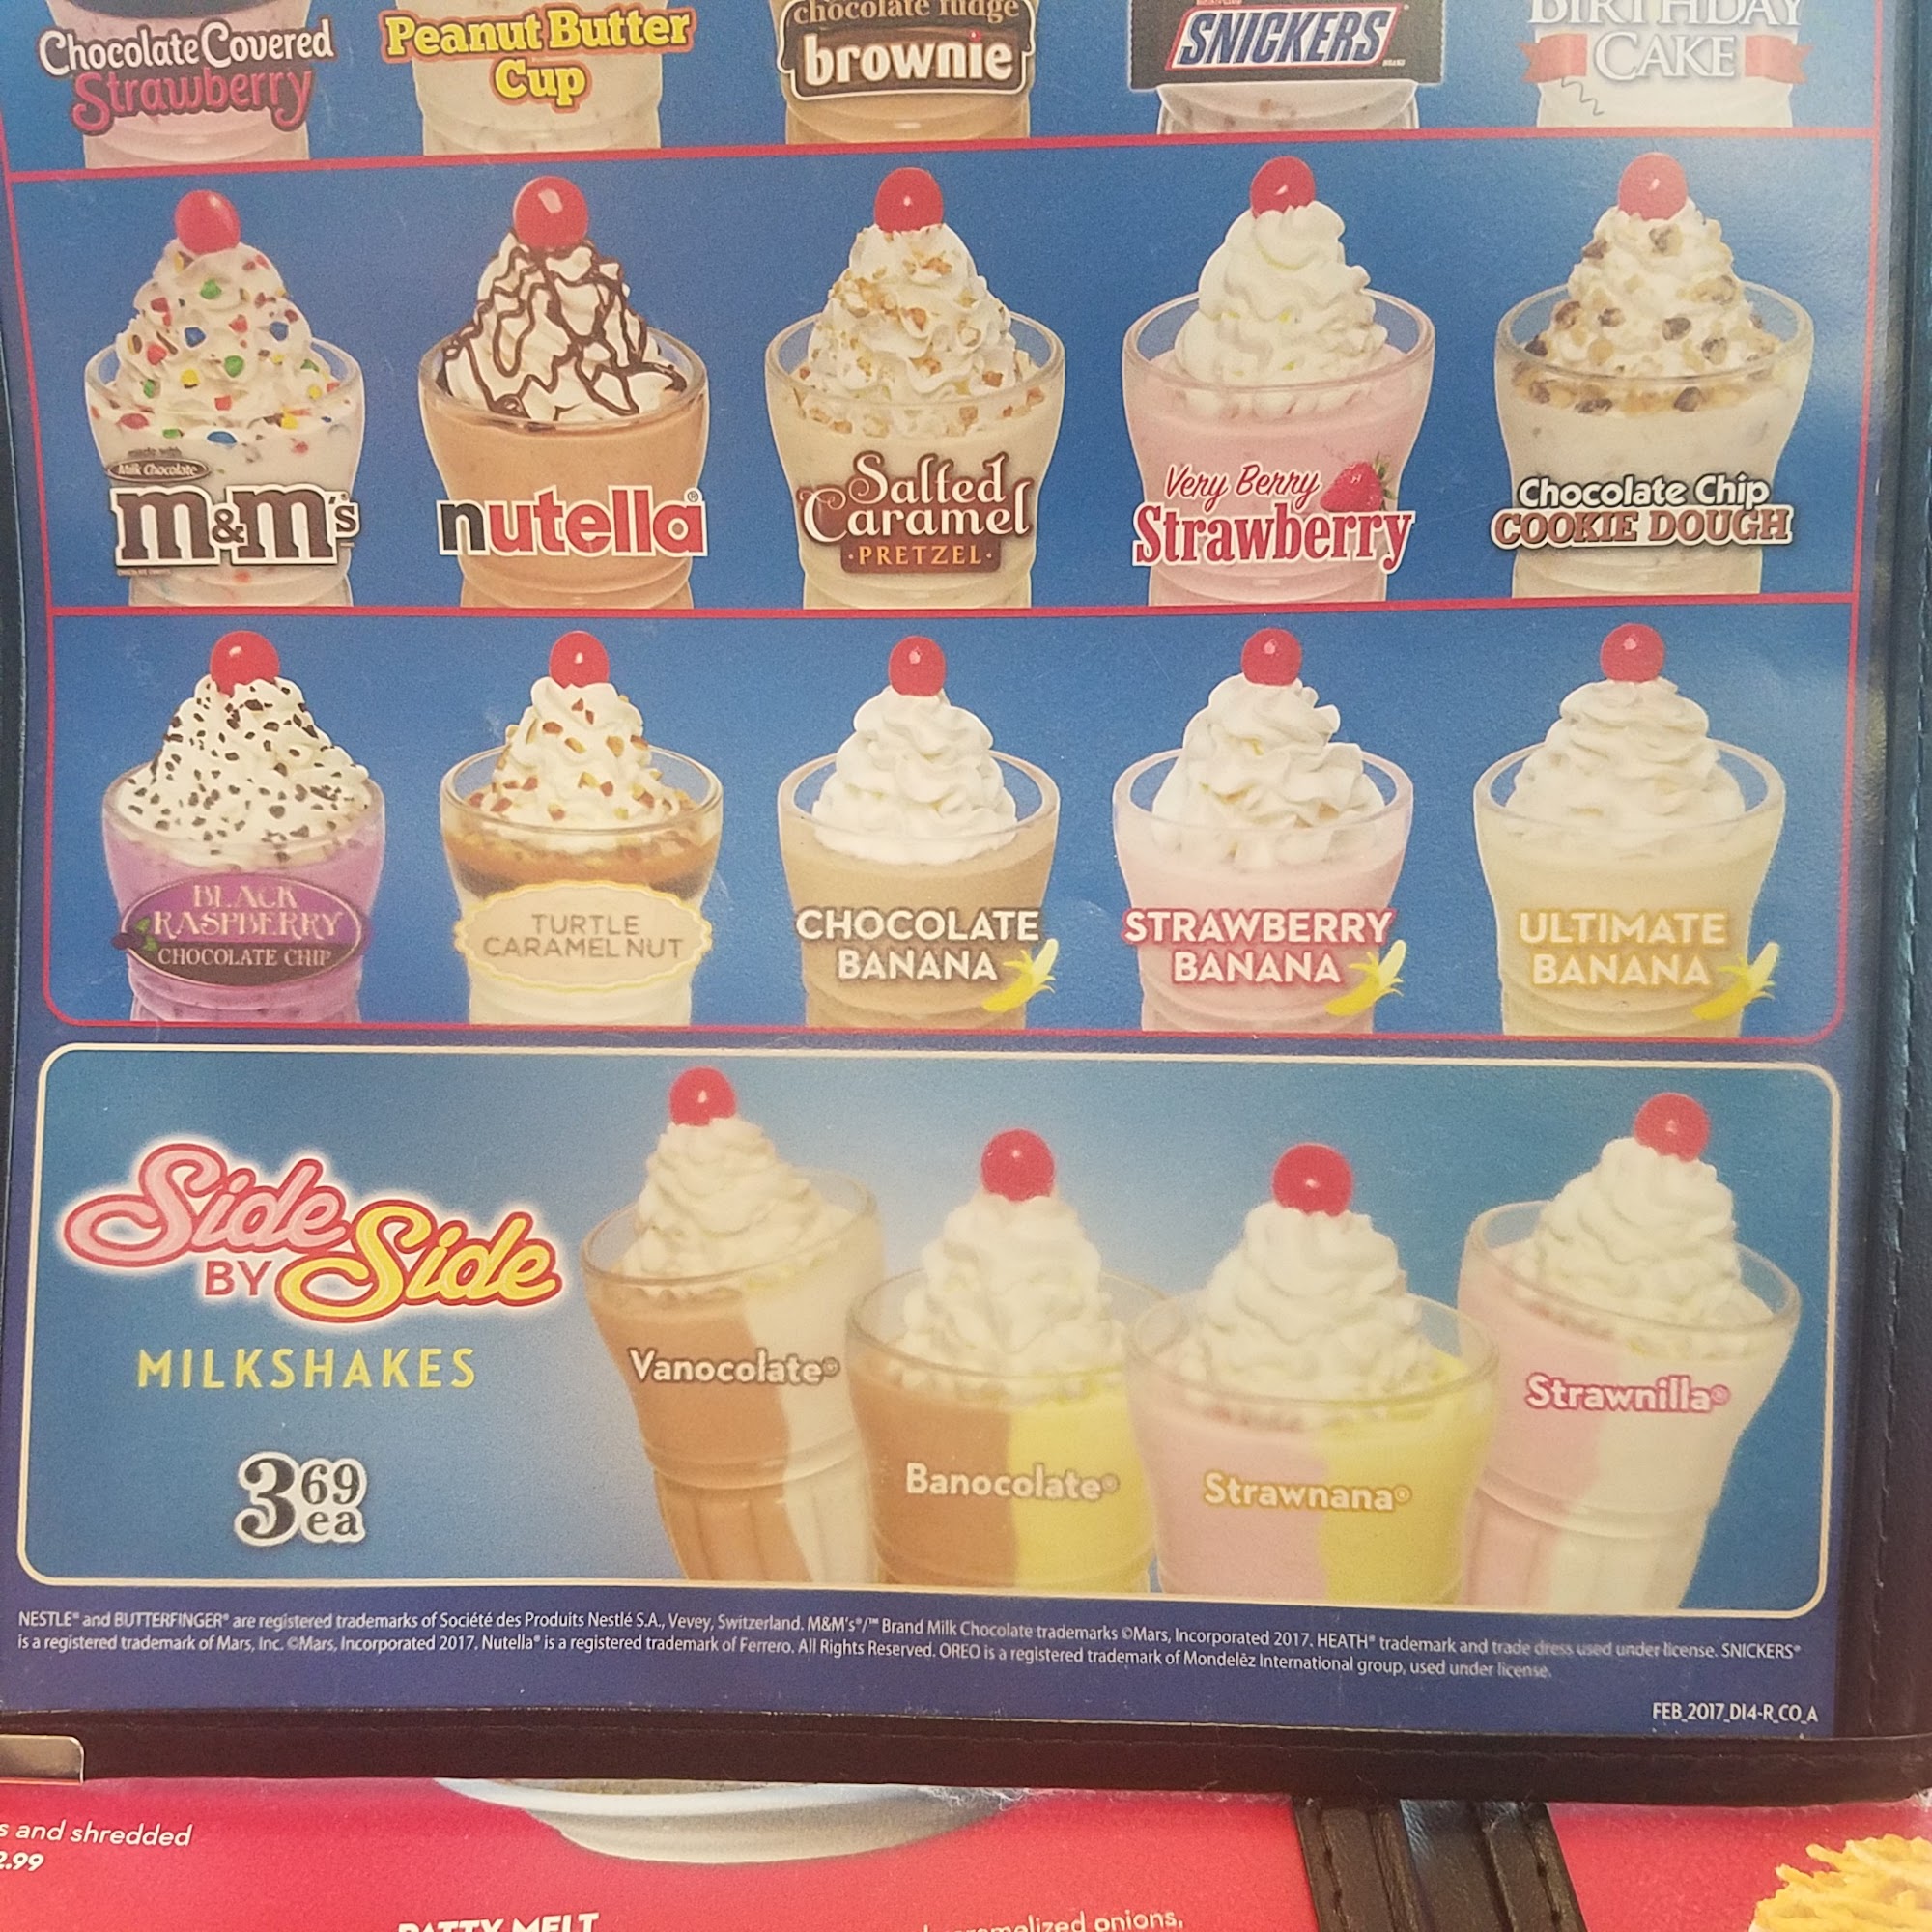 Chocolate Covered
Strawberry
Peanut Butter
Cup
chocolate fudge
brownie
SNICKERS
BIRTHDAY
CAKE
made with
Milk Chocolate
m&m's
nutella®
Salted
Caramel
·PRETZEL·
Very Berry
Strawberry
Chocolate Chip
COOKIE DOUGH
BLACK
RASPBERRY
CHOCOLATE CHIP
TURTLE
CARAMEL NUT
CHOCOLATE
BANANA
STRAWBERRY
BANANA
ULTIMATE
BANANA
Side
BY Side
MILKSHAKES
3 69
ea
Vanocolate®
Banocolate®
Strawnana®
Strawnilla®
NESTLE® and BUTTERFINGER® are registered trademarks of Société des Produits Nestlé S.A., Vevey, Switzerland. M&M's®/™ Brand Milk Chocolate trademarks ©Mars, Incorporated 2017. HEATH® trademark and trade dress used under license. SNICKERS®
is a registered trademark of Mars, Inc. ©Mars, Incorporated 2017. Nutella® is a registered trademark of Ferrero. All Rights Reserved. OREO is a registered trademark of Mondelēz International group, used under license.
FEB_2017_DI4-R_CO_A
s and shredded
2.99
PATTY MELT
caramelized onions,